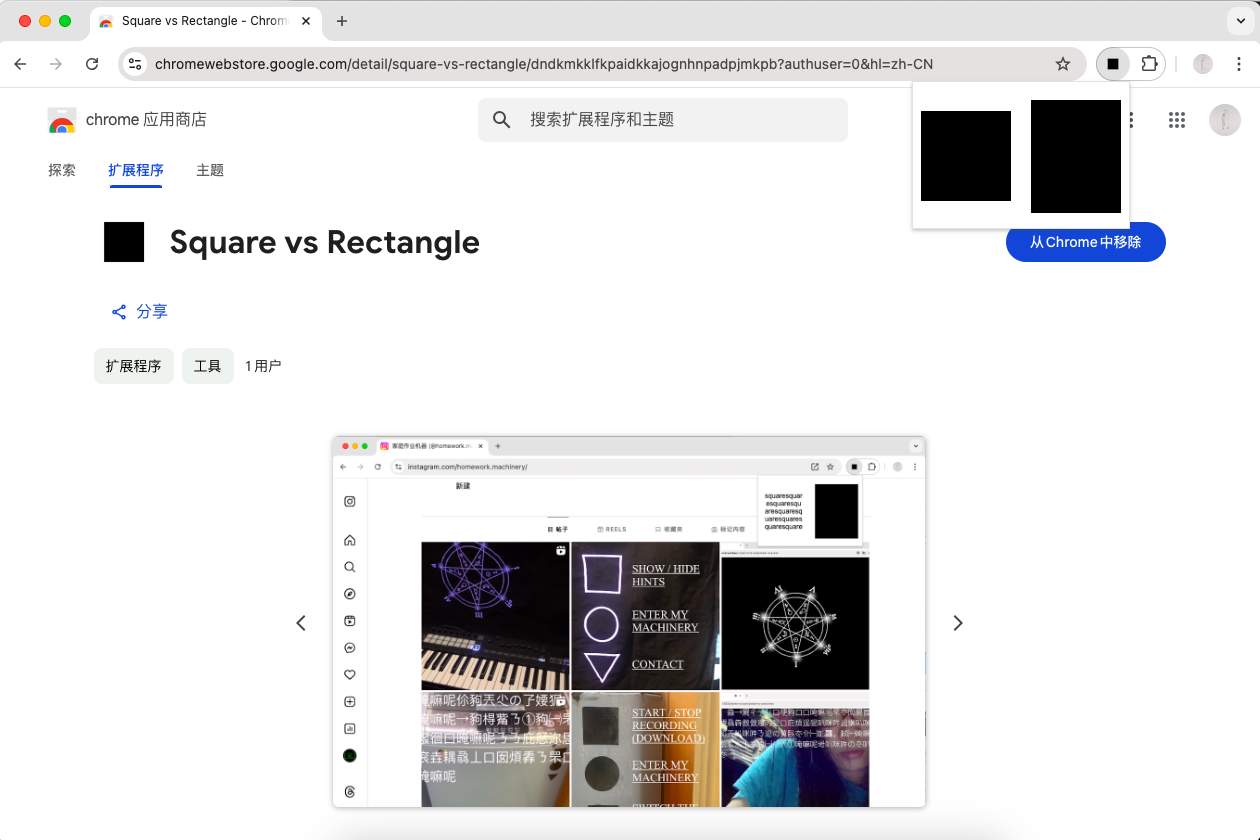 Square vs Rectangle - Chrom
chromewebstore.google.com/detail/square-vs-rectangle/dndkmkklfkpaidkkajognhnpadpjmkpb?authuser=0&hl=zh-CN
chrome 应用商店
搜索扩展程序和主题
探索 扩展程序 主题
Square vs Rectangle
从 Chrome 中移除
分享
扩展程序 工具 1 用户
家庭作业机器 (@homework.m
instagram.com/homework.machinery/
新建
squaresquar
esquaresqu
aresquaresq
uaresquares
quaresquare
帖子 REELS 收藏夹 标记内容
SHOW / HIDE
HINTS
ENTER MY
MACHINERY
CONTACT
START / STOP
RECORDING
(DOWNLOAD)
ENTER MY
MACHINERY
SWITCH THE